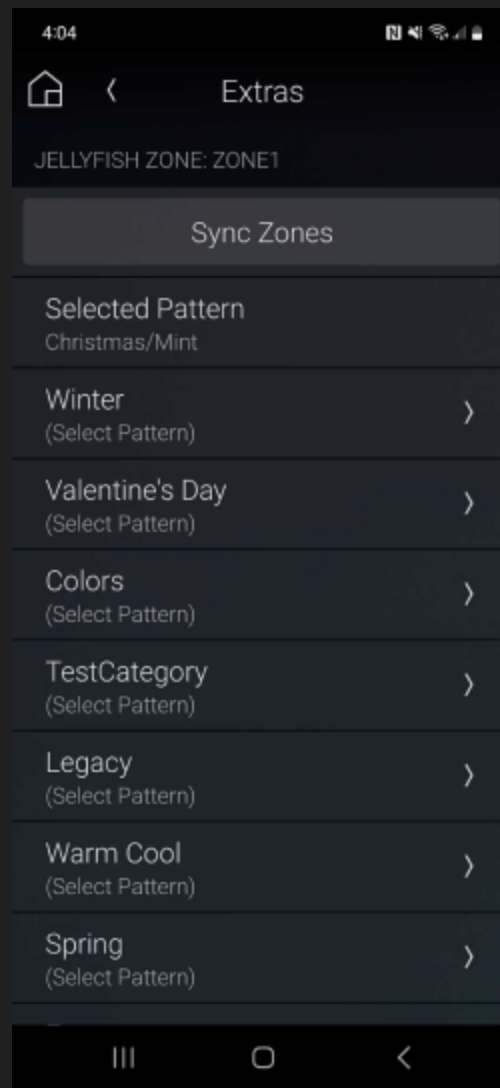 4:04
Extras
JELLYFISH ZONE: ZONE1
Sync Zones
Selected Pattern
Christmas/Mint
Winter
(Select Pattern)
Valentine's Day
(Select Pattern)
Colors
(Select Pattern)
TestCategory
(Select Pattern)
Legacy
(Select Pattern)
Warm Cool
(Select Pattern)
Spring
(Select Pattern)